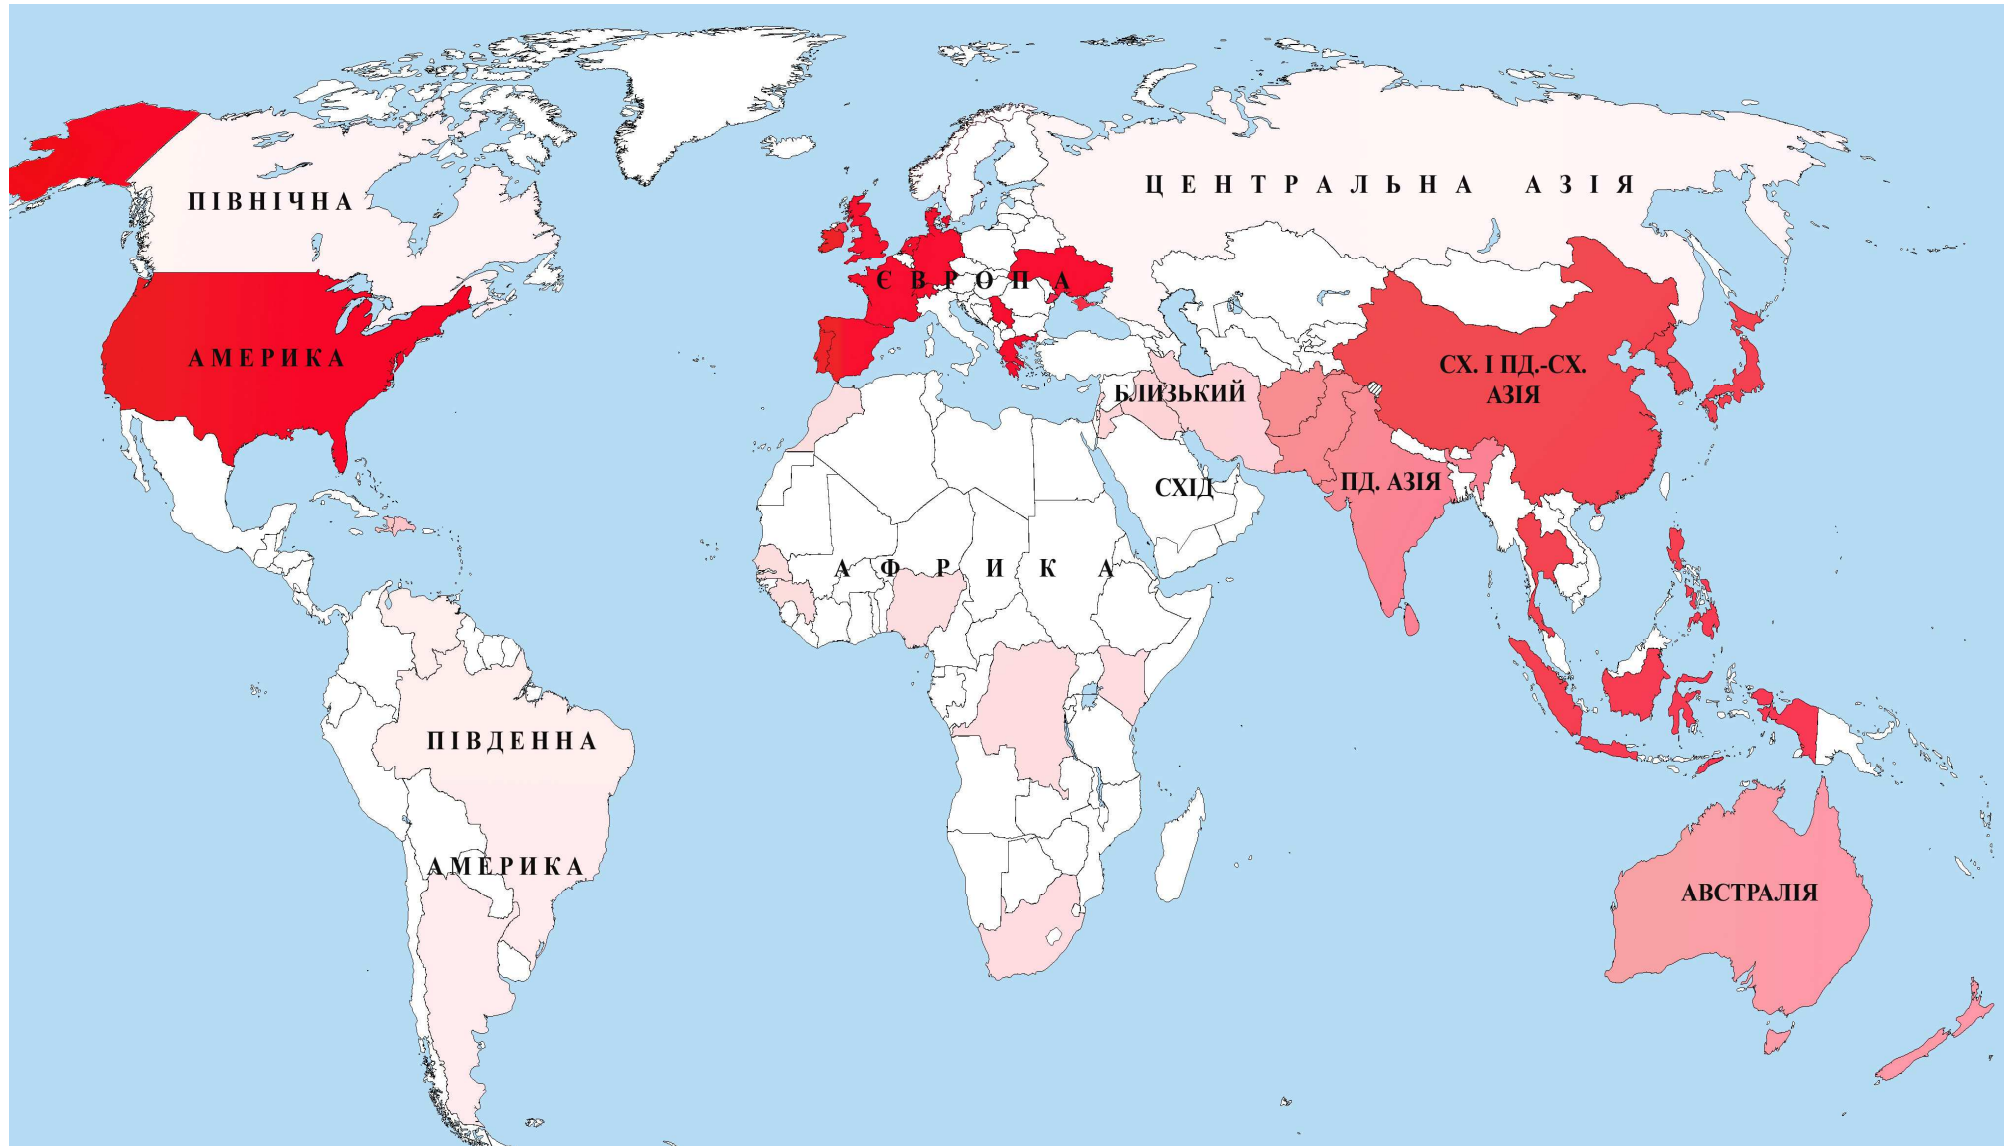 ПІВНІЧНА
АМЕРИКА
ЦЕНТРАЛЬНА АЗІЯ
ЄВРОПА
БЛИЗЬКИЙ
СХІД
СХ. І ПД.-СХ.
АЗІЯ
ПД. АЗІЯ
АФРИКА
ПІВДЕННА
АМЕРИКА
АВСТРАЛІЯ